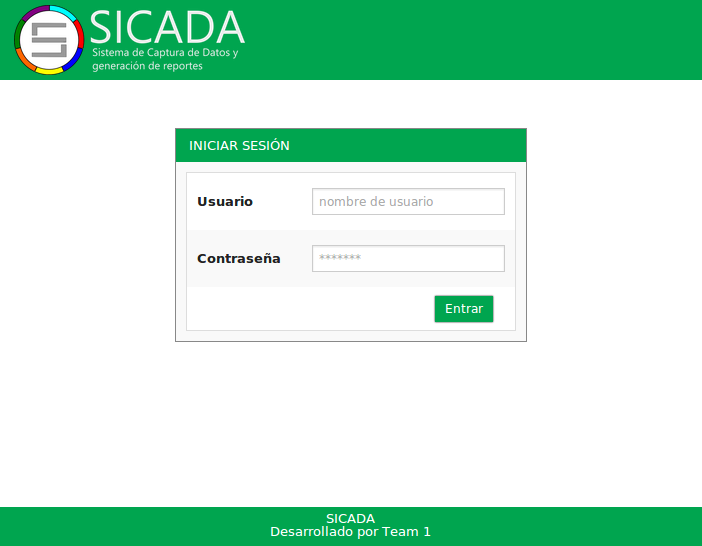 SICADA
Sistema de Captura de Datos y
generación de reportes
INICIAR SESIÓN
Usuario
nombre de usuario
Contraseña
*******
Entrar
SICADA
Desarrollado por Team 1